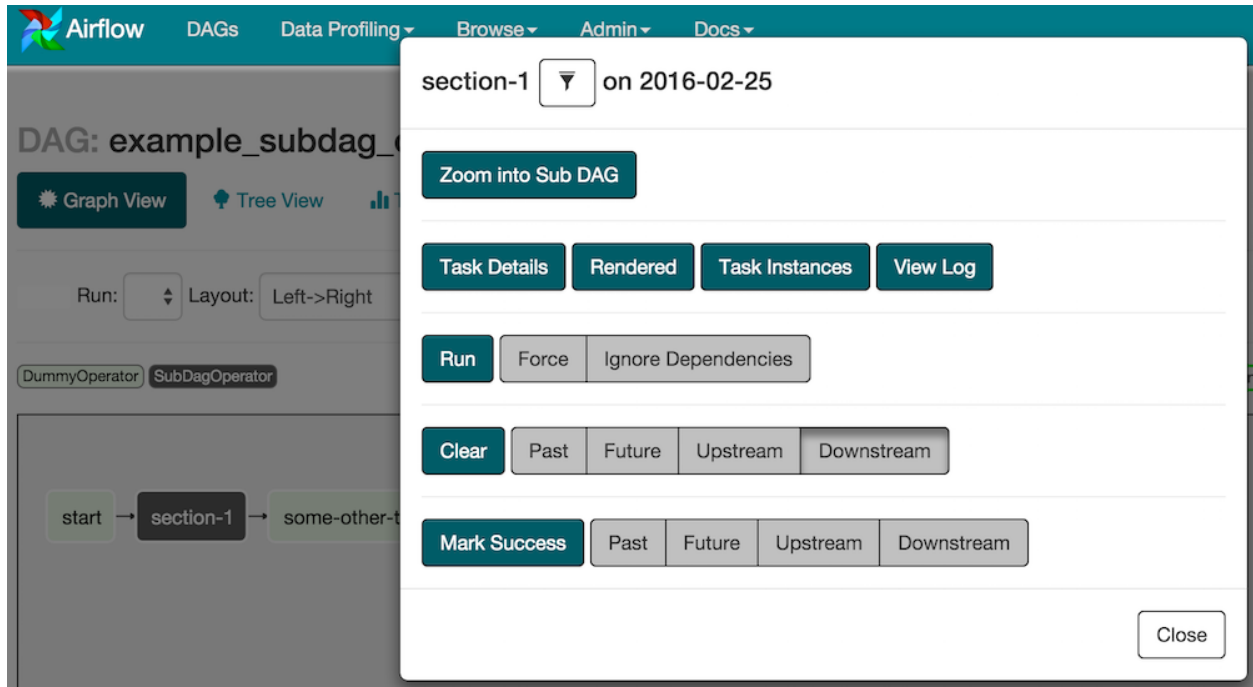 Airflow DAGs Data Profiling Browse Admin Docs
section-1 on 2016-02-25
DAG: example_subdag_
Zoom into Sub DAG
Graph View Tree View
Task Details Rendered Task Instances View Log
Run: Layout: Left->Right
Run Force Ignore Dependencies
DummyOperator SubDagOperator
Clear Past Future Upstream Downstream
start section-1 some-other-t
Mark Success Past Future Upstream Downstream
Close